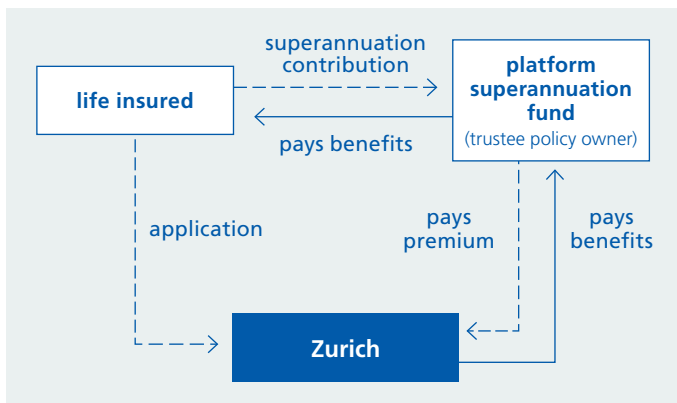 superannuation
contribution
platform
superannuation
fund
(trustee policy owner)
life insured
pays benefits
application
pays
premium
pays
benefits
Zurich